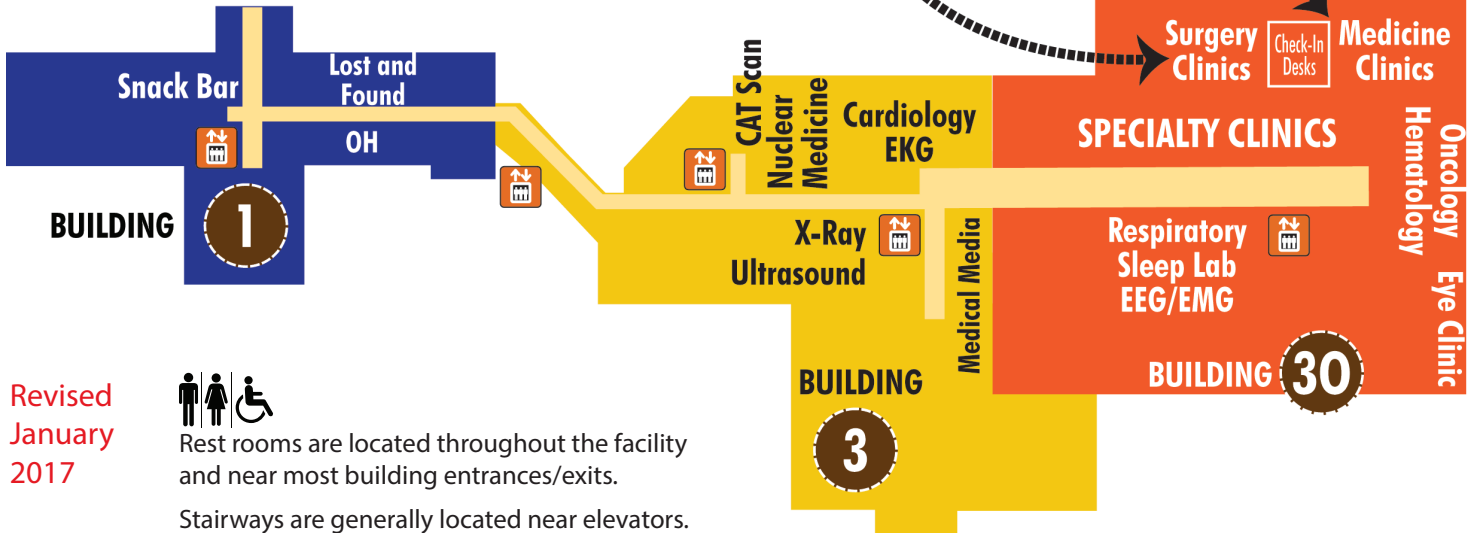 Snack Bar
Lost and
Found
OH
BUILDING
1
CAT Scan
Nuclear
Medicine
Cardiology
EKG
X-Ray
Ultrasound
Medical Media
BUILDING
3
Surgery
Clinics
Check-In
Desks
Medicine
Clinics
SPECIALTY CLINICS
Oncology
Hematology
Respiratory
Sleep Lab
EEG/EMG
Eye Clinic
BUILDING
30
Revised
January
2017
Rest rooms are located throughout the facility
and near most building entrances/exits.
Stairways are generally located near elevators.